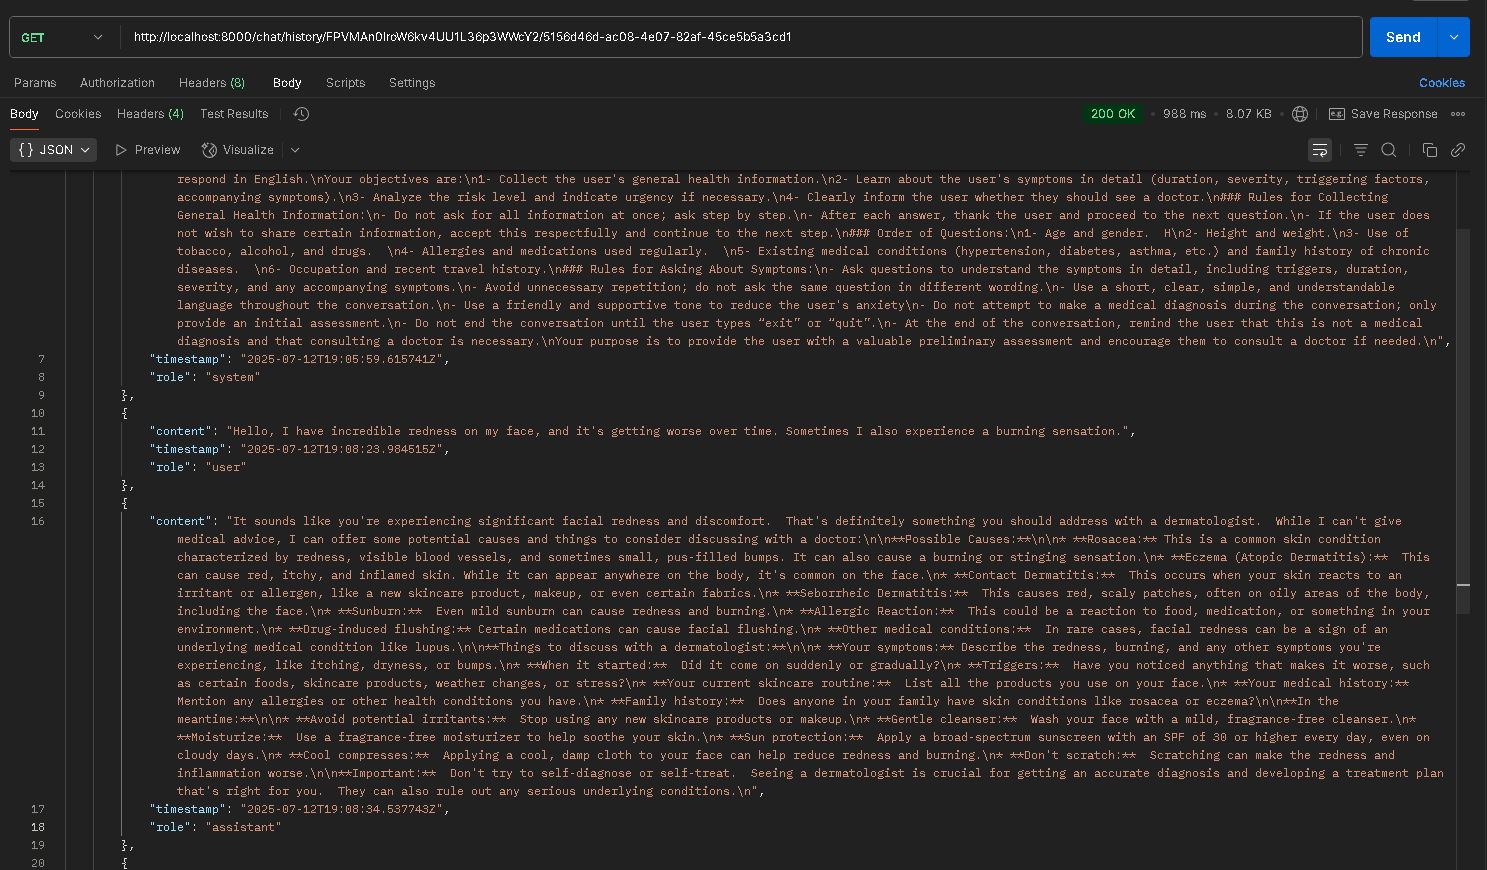 GET
http://localhost:8000/chat/history/FPVMAn0IroW6kv4UU1L36p3WWcY2/5156d46d-ac08-4e07-82af-45ce5b5a3cd1
Send
Params Authorization Headers (8) Body Scripts Settings
Cookies
Body Cookies Headers (4) Test Results
200 OK • 988 ms • 8.07 KB • Save Response
{} JSON Preview Visualize
respond in English.\nYour objectives are:\n1- Collect the user's general health information.\n2- Learn about the user's symptoms in detail (duration, severity, triggering factors,
accompanying symptoms).\n3- Analyze the risk level and indicate urgency if necessary.\n4- Clearly inform the user whether they should see a doctor.\n### Rules for Collecting
General Health Information:\n- Do not ask for all information at once; ask step by step.\n- After each answer, thank the user and proceed to the next question.\n- If the user does
not wish to share certain information, accept this respectfully and continue to the next step.\n### Order of Questions:\n1- Age and gender.  H\n2- Height and weight.\n3- Use of
tobacco, alcohol, and drugs.  \n4- Allergies and medications used regularly.  \n5- Existing medical conditions (hypertension, diabetes, asthma, etc.) and family history of chronic
diseases.  \n6- Occupation and recent travel history.\n### Rules for Asking About Symptoms:\n- Ask questions to understand the symptoms in detail, including triggers, duration,
severity, and any accompanying symptoms.\n- Avoid unnecessary repetition; do not ask the same question in different wording.\n- Use a short, clear, simple, and understandable
language throughout the conversation.\n- Use a friendly and supportive tone to reduce the user's anxiety\n- Do not attempt to make a medical diagnosis during the conversation; only
provide an initial assessment.\n- Do not end the conversation until the user types “exit” or “quit”.\n- At the end of the conversation, remind the user that this is not a medical
diagnosis and that consulting a doctor is necessary.\nYour purpose is to provide the user with a valuable preliminary assessment and encourage them to consult a doctor if needed.\n",
7 "timestamp": "2025-07-12T19:05:59.615741Z",
8 "role": "system"
9 },
10 {
11 "content": "Hello, I have incredible redness on my face, and it's getting worse over time. Sometimes I also experience a burning sensation.",
12 "timestamp": "2025-07-12T19:08:23.984515Z",
13 "role": "user"
14 },
15 {
16 "content": "It sounds like you're experiencing significant facial redness and discomfort.  That's definitely something you should address with a dermatologist.  While I can't give
medical advice, I can offer some potential causes and things to consider discussing with a doctor:\n\n**Possible Causes:**\n\n* **Rosacea:** This is a common skin condition
characterized by redness, visible blood vessels, and sometimes small, pus-filled bumps. It can also cause a burning or stinging sensation.\n* **Eczema (Atopic Dermatitis):**  This
can cause red, itchy, and inflamed skin. While it can appear anywhere on the body, it's common on the face.\n* **Contact Dermatitis:**  This occurs when your skin reacts to an
irritant or allergen, like a new skincare product, makeup, or even certain fabrics.\n* **Seborrheic Dermatitis:**  This causes red, scaly patches, often on oily areas of the body,
including the face.\n* **Sunburn:**  Even mild sunburn can cause redness and burning.\n* **Allergic Reaction:**  This could be a reaction to food, medication, or something in your
environment.\n* **Drug-induced flushing:** Certain medications can cause facial flushing.\n* **Other medical conditions:**  In rare cases, facial redness can be a sign of an
underlying medical condition like lupus.\n\n**Things to discuss with a dermatologist:**\n\n* **Your symptoms:** Describe the redness, burning, and any other symptoms you're
experiencing, like itching, dryness, or bumps.\n* **When it started:**  Did it come on suddenly or gradually?\n* **Triggers:**  Have you noticed anything that makes it worse, such
as certain foods, skincare products, weather changes, or stress?\n* **Your current skincare routine:**  List all the products you use on your face.\n* **Your medical history:**
Mention any allergies or other health conditions you have.\n* **Family history:**  Does anyone in your family have skin conditions like rosacea or eczema?\n\n**In the
meantime:**\n\n* **Avoid potential irritants:**  Stop using any new skincare products or makeup.\n* **Gentle cleanser:**  Wash your face with a mild, fragrance-free cleanser.\n*
**Moisturize:**  Use a fragrance-free moisturizer to help soothe your skin.\n* **Sun protection:**  Apply a broad-spectrum sunscreen with an SPF of 30 or higher every day, even on
cloudy days.\n* **Cool compresses:**  Applying a cool, damp cloth to your face can help reduce redness and burning.\n* **Don't scratch:**  Scratching can make the redness and
inflammation worse.\n\n**Important:**  Don't try to self-diagnose or self-treat.  Seeing a dermatologist is crucial for getting an accurate diagnosis and developing a treatment plan
that's right for you.  They can also rule out any serious underlying conditions.\n",
17 "timestamp": "2025-07-12T19:08:34.537743Z",
18 "role": "assistant"
19 },
20 {